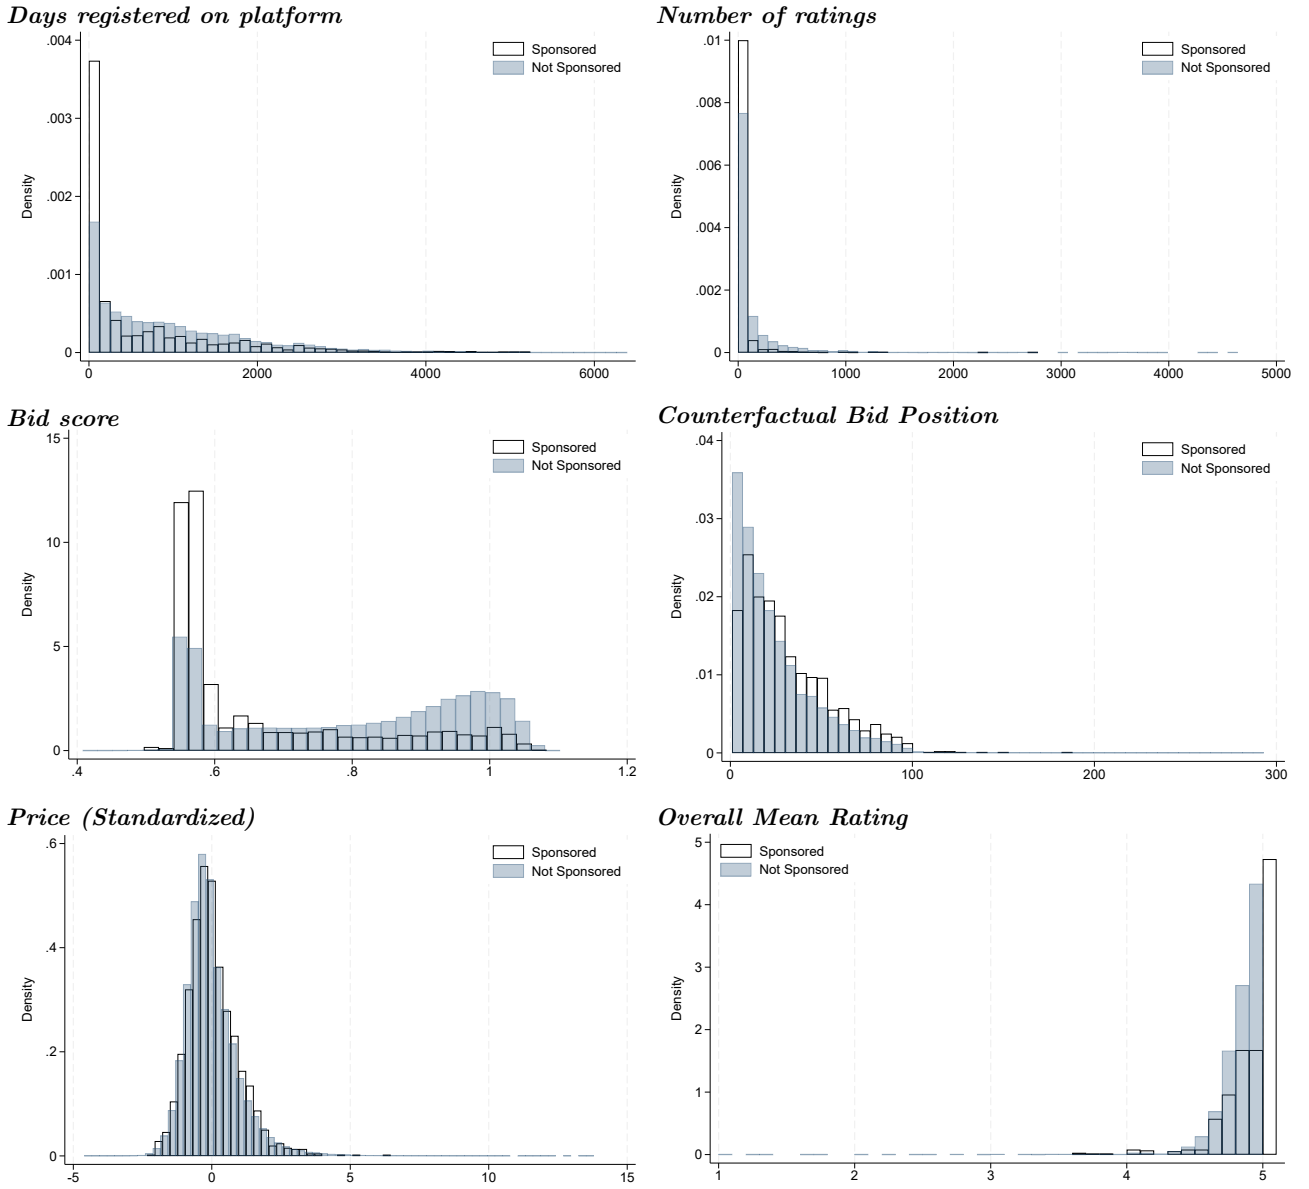 Days registered on platform
Sponsored
Not Sponsored
Density
.004
.003
.002
.001
0
0 2000 4000 6000
Number of ratings
Sponsored
Not Sponsored
Density
.01
.008
.006
.004
.002
0
0 1000 2000 3000 4000 5000
Bid score
Sponsored
Not Sponsored
Density
15
10
5
0
.4 .6 .8 1 1.2
Counterfactual Bid Position
Sponsored
Not Sponsored
Density
.04
.03
.02
.01
0
0 100 200 300
Price (Standardized)
Sponsored
Not Sponsored
Density
.6
.4
.2
0
-5 0 5 10 15
Overall Mean Rating
Sponsored
Not Sponsored
Density
5
4
3
2
1
0
1 2 3 4 5